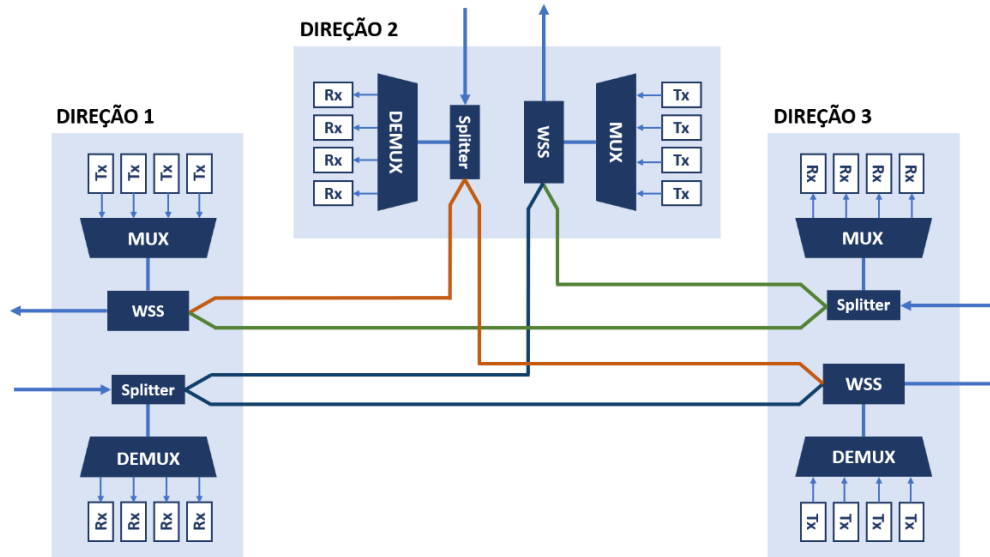 DIREÇÃO 2
Rx
Rx
Rx
Rx
DEMUX
Splitter
WSS
MUX
Tx
Tx
Tx
Tx
DIREÇÃO 1
Tx
Tx
Tx
Tx
MUX
WSS
Splitter
DEMUX
Rx
Rx
Rx
Rx
DIREÇÃO 3
Rx
Rx
Rx
Rx
MUX
Splitter
WSS
DEMUX
Tx
Tx
Tx
Tx